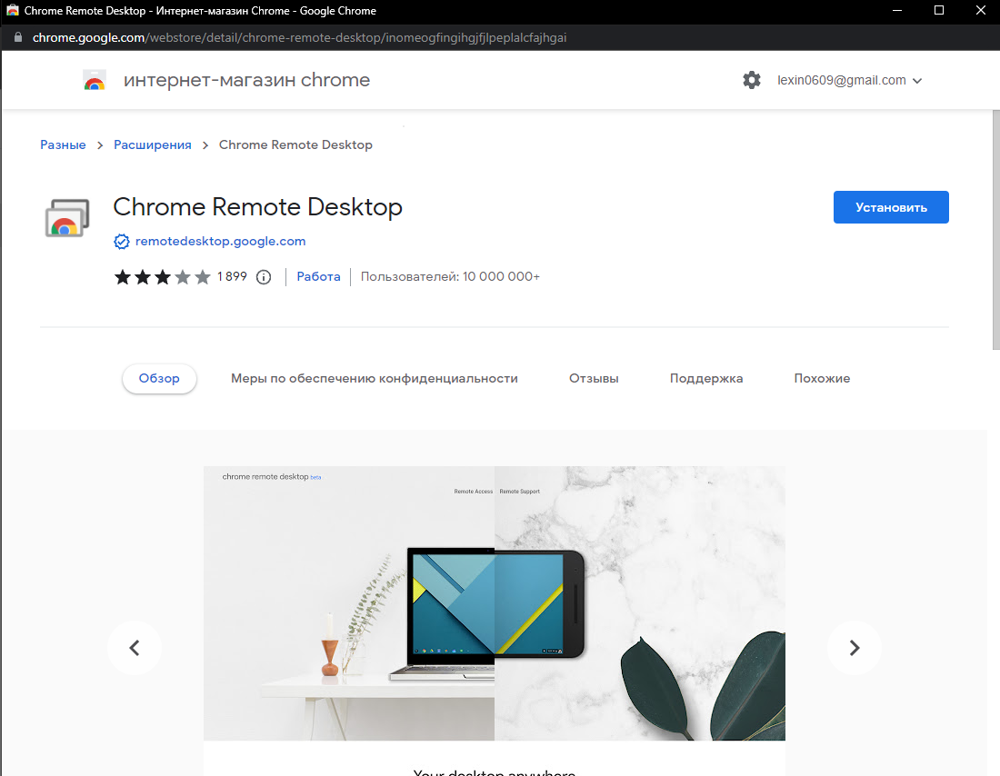 Chrome Remote Desktop - Интернет-магазин Chrome - Google Chrome
chrome.google.com/webstore/detail/chrome-remote-desktop/inomeogfingihgjfjlpeplalcfajhgai
интернет-магазин chrome
lexin0609@gmail.com
Разные
Расширения
Chrome Remote Desktop
Chrome Remote Desktop
Установить
remotedesktop.google.com
1 899
Работа
Пользователей: 10 000 000+
Обзор
Меры по обеспечению конфиденциальности
Отзывы
Поддержка
Похожие
chrome remote desktop beta
Remote Access
Remote Support
Your desktop anywhere